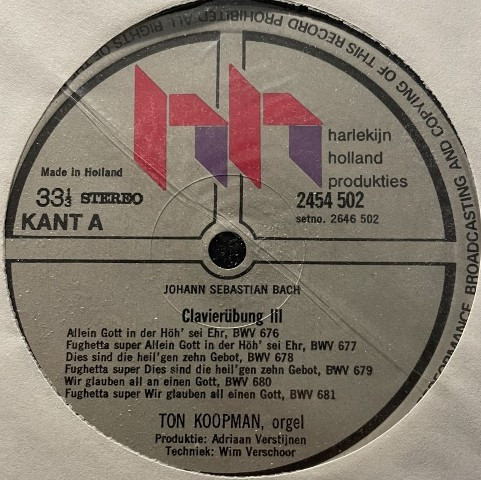 PROHIBITED ALL RIGHTS OF
PERFORMANCE BROADCASTING AND COPYING OF THIS RECORD
hh
harlekijn
holland
produkties
Made in Holland
33⅓ STEREO
KANT A
2454 502
setno. 2646 502
JOHANN SEBASTIAN BACH
Clavierübung III
Allein Gott in der Höh' sei Ehr, BWV 676
Fughetta super Allein Gott in der Höh' sei Ehr, BWV 677
Dies sind die heil'gen zehn Gebot, BWV 678
Fughetta super Dies sind die heil'gen zehn Gebot, BWV 679
Wir glauben all an einen Gott, BWV 680
Fughetta super Wir glauben all einen Gott, BWV 681
TON KOOPMAN, orgel
Produktie: Adriaan Verstijnen
Techniek: Wim Verschoor